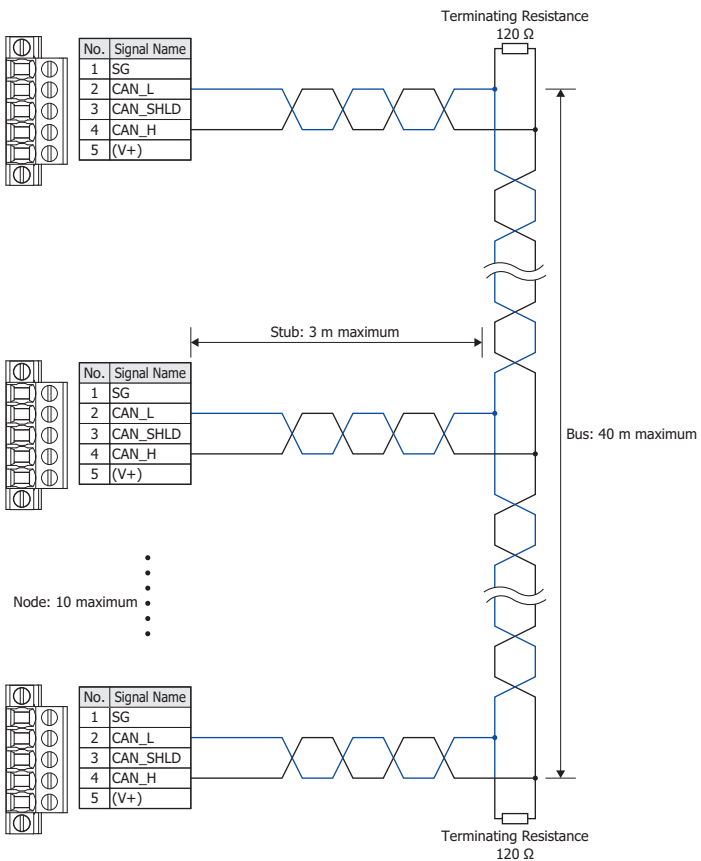 Terminating Resistance
120 Ω
No. Signal Name
1 SG
2 CAN_L
3 CAN_SHLD
4 CAN_H
5 (V+)
Stub: 3 m maximum
No. Signal Name
1 SG
2 CAN_L
3 CAN_SHLD
4 CAN_H
5 (V+)
Bus: 40 m maximum
Node: 10 maximum
No. Signal Name
1 SG
2 CAN_L
3 CAN_SHLD
4 CAN_H
5 (V+)
Terminating Resistance
120 Ω